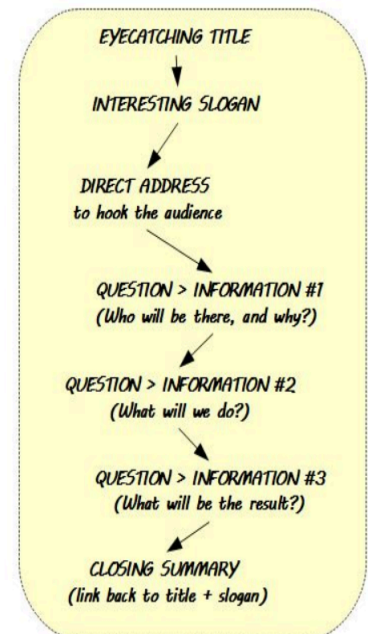 EYECATCHING TITLE
INTERESTING SLOGAN
DIRECT ADDRESS
to hook the audience
QUESTION > INFORMATION #1
(Who will be there, and why?)
QUESTION > INFORMATION #2
(What will we do?)
QUESTION > INFORMATION #3
(What will be the result?)
CLOSING SUMMARY
(link back to title + slogan)